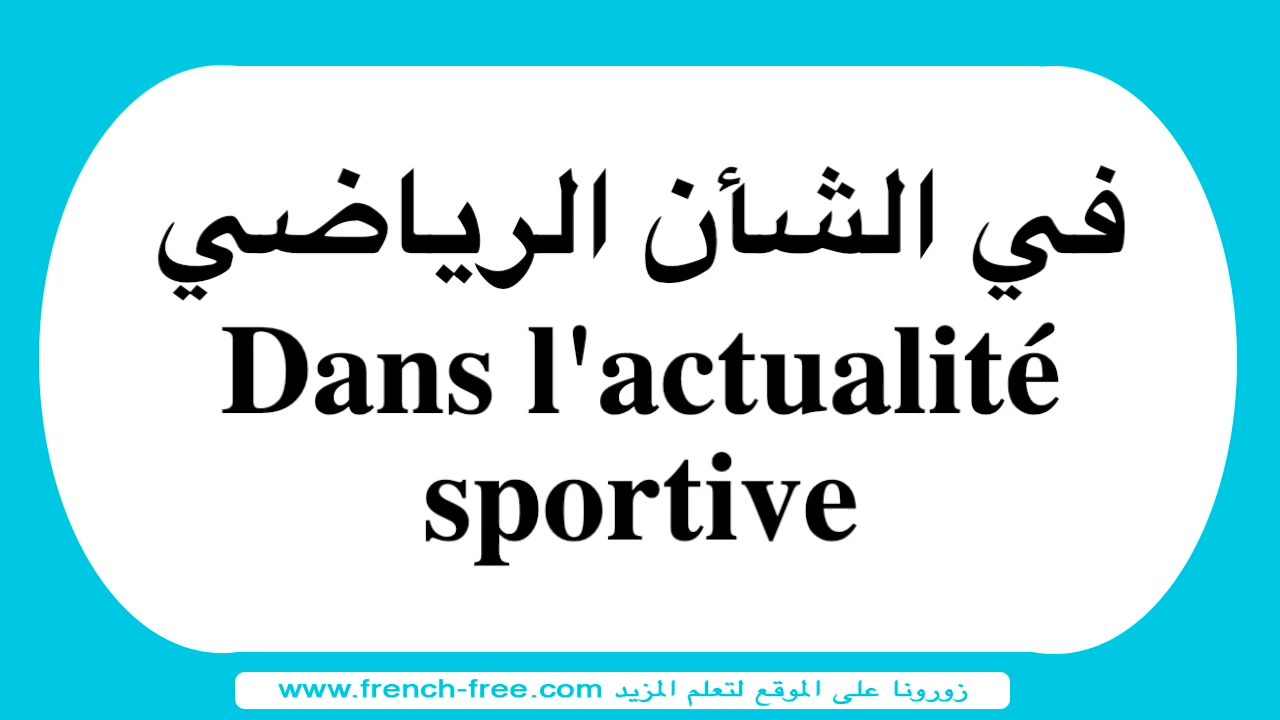 في الشأن الرياضي
Dans l'actualité
sportive
زورونا على الموقع لتعلم المزيد www.french-free.com